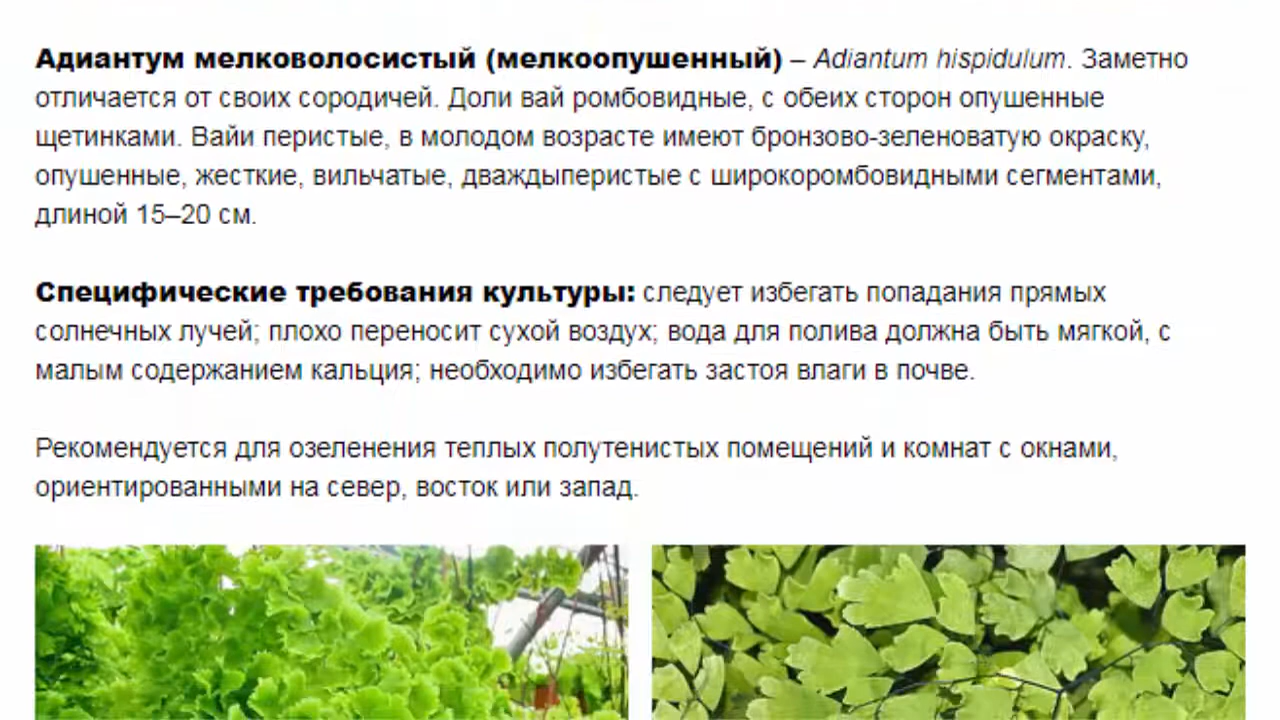 Адиантум мелковолосистый (мелкоопушенный) – Adiantum hispidulum. Заметно
отличается от своих сородичей. Доли вай ромбовидные, с обеих сторон опушенные
щетинками. Вайи перистые, в молодом возрасте имеют бронзово-зеленоватую окраску,
опушенные, жесткие, вильчатые, дваждыперистые с широкоромбовидными сегментами,
длиной 15–20 см.
Специфические требования культуры: следует избегать попадания прямых
солнечных лучей; плохо переносит сухой воздух; вода для полива должна быть мягкой, с
малым содержанием кальция; необходимо избегать застоя влаги в почве.
Рекомендуется для озеленения теплых полутенистых помещений и комнат с окнами,
ориентированными на север, восток или запад.